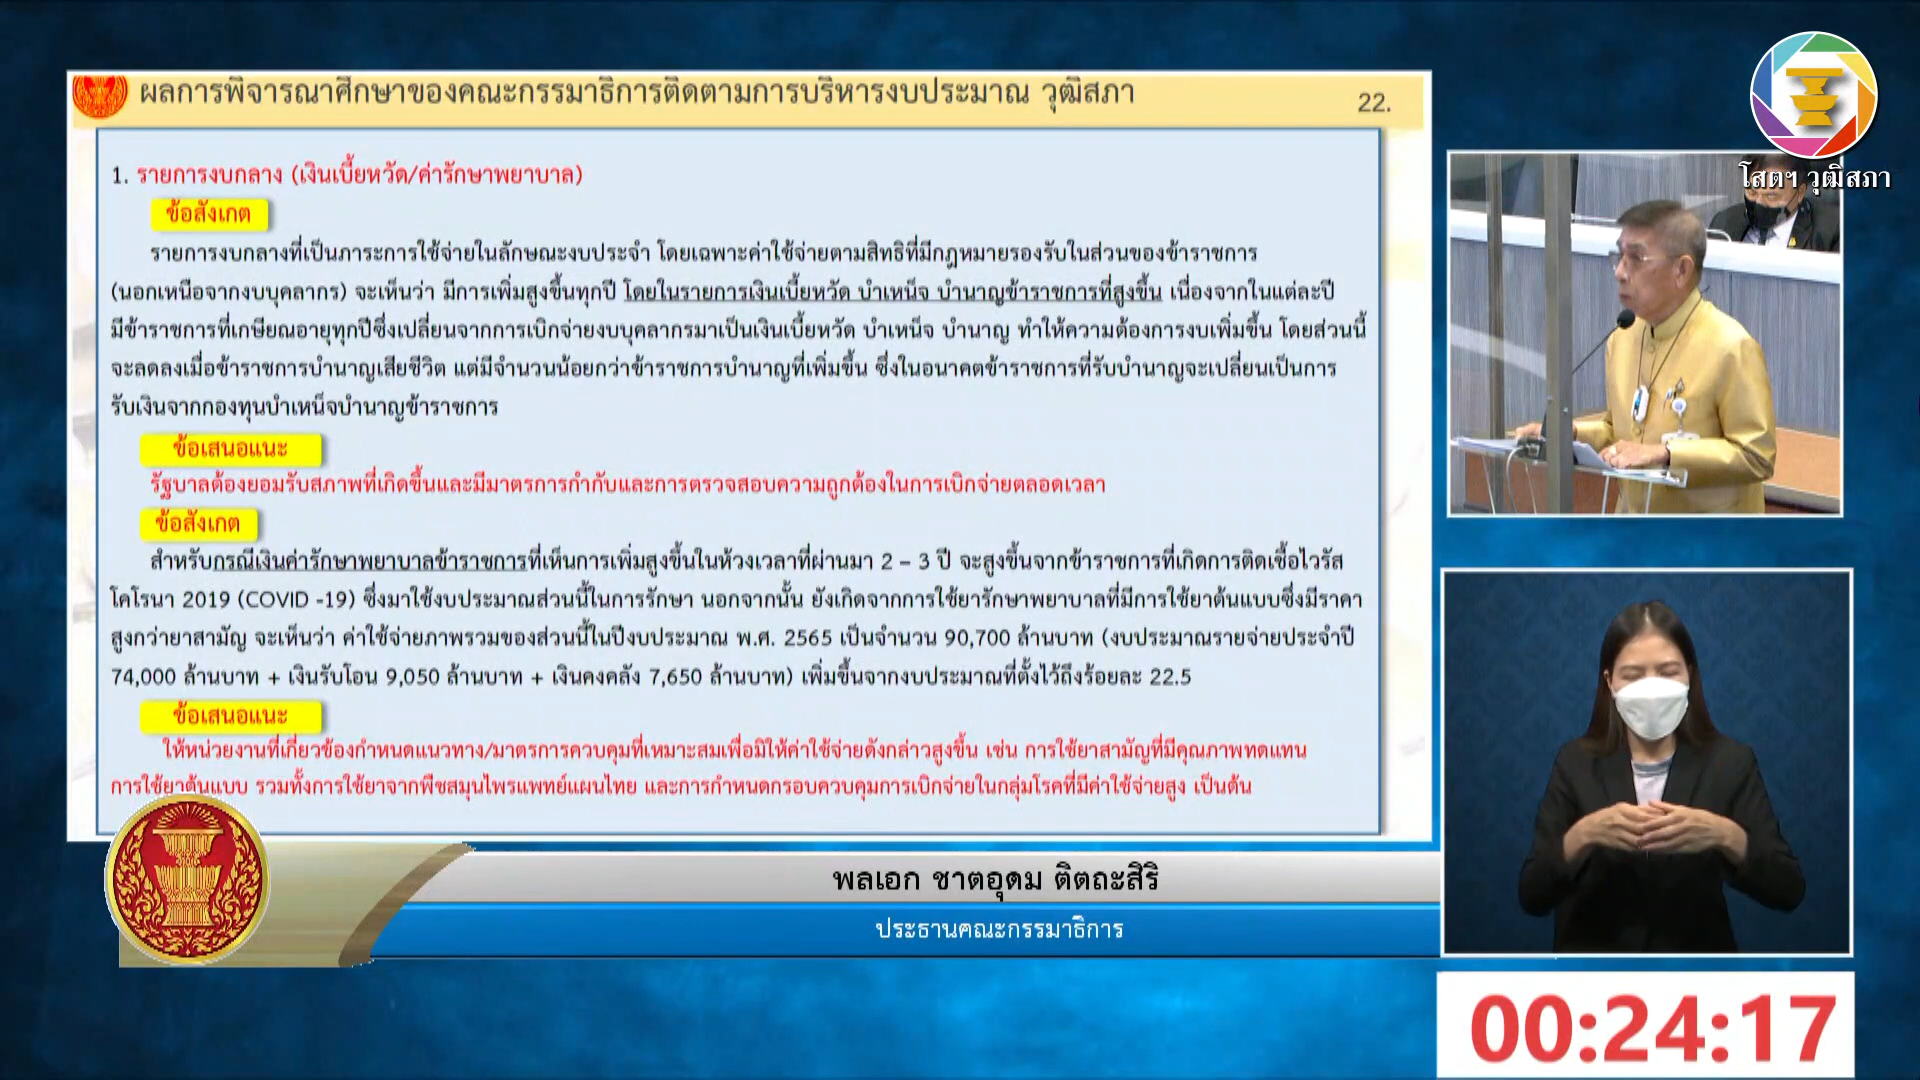 ผลการพิจารณาศึกษาของคณะกรรมาธิการติดตามการบริหารงบประมาณ วุฒิสภา
22.
1. รายการงบกลาง (เงินเบี้ยหวัด/ค่ารักษาพยาบาล)
ข้อสังเกต
รายการงบกลางที่เป็นภาระการใช้จ่ายในลักษณะงบประจำ โดยเฉพาะค่าใช้จ่ายตามสิทธิที่มีกฎหมายรองรับในส่วนของข้าราชการ
(นอกเหนือจากงบบุคลากร) จะเห็นว่า มีการเพิ่มสูงขึ้นทุกปี โดยในรายการเงินเบี้ยหวัด บำเหน็จ บำนาญข้าราชการที่สูงขึ้น เนื่องจากในแต่ละปี
มีข้าราชการที่เกษียณอายุทุกปีซึ่งเปลี่ยนจากการเบิกจ่ายงบบุคลากรมาเป็นเงินเบี้ยหวัด บำเหน็จ บำนาญ ทำให้ความต้องการงบเพิ่มขึ้น โดยส่วนนี้
จะลดลงเมื่อข้าราชการบำนาญเสียชีวิต แต่มีจำนวนน้อยกว่าข้าราชการบำนาญที่เพิ่มขึ้น ซึ่งในอนาคตข้าราชการที่รับบำนาญจะเปลี่ยนเป็นการ
รับเงินจากกองทุนบำเหน็จบำนาญข้าราชการ
ข้อเสนอแนะ
รัฐบาลต้องยอมรับสภาพที่เกิดขึ้นและมีมาตรการกำกับและการตรวจสอบความถูกต้องในการเบิกจ่ายตลอดเวลา
ข้อสังเกต
สำหรับกรณีเงินค่ารักษาพยาบาลข้าราชการที่เห็นการเพิ่มสูงขึ้นในห้วงเวลาที่ผ่านมา 2 – 3 ปี จะสูงขึ้นจากข้าราชการที่เกิดการติดเชื้อไวรัส
โคโรนา 2019 (COVID -19) ซึ่งมาใช้งบประมาณส่วนนี้ในการรักษา นอกจากนั้น ยังเกิดจากการใช้ยารักษาพยาบาลที่มีการใช้ยาต้นแบบซึ่งมีราคา
สูงกว่ายาสามัญ จะเห็นว่า ค่าใช้จ่ายภาพรวมของส่วนนี้ในปีงบประมาณ พ.ศ. 2565 เป็นจำนวน 90,700 ล้านบาท (งบประมาณรายจ่ายประจำปี
74,000 ล้านบาท + เงินรับโอน 9,050 ล้านบาท + เงินคงคลัง 7,650 ล้านบาท) เพิ่มขึ้นจากงบประมาณที่ตั้งไว้ถึงร้อยละ 22.5
ข้อเสนอแนะ
ให้หน่วยงานที่เกี่ยวข้องกำหนดแนวทาง/มาตรการควบคุมที่เหมาะสมเพื่อมิให้ค่าใช้จ่ายดังกล่าวสูงขึ้น เช่น การใช้ยาสามัญที่มีคุณภาพทดแทน
การใช้ยาต้นแบบ รวมทั้งการใช้ยาจากพืชสมุนไพรแพทย์แผนไทย และการกำหนดกรอบควบคุมการเบิกจ่ายในกลุ่มโรคที่มีค่าใช้จ่ายสูง เป็นต้น
พลเอก ชาตอุดม ติตถะสิริ
ประธานคณะกรรมาธิการ
โสตฯ วุฒิสภา
00:24:17